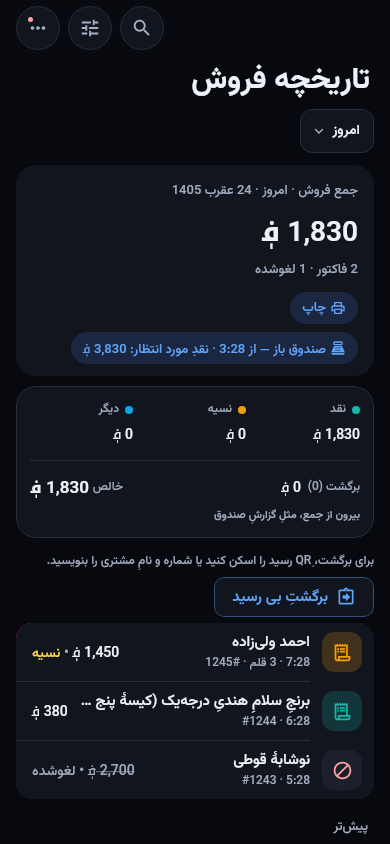 تاریخچه فروش
امروز
جمع فروش · امروز · 24 عقرب 1405
1,830 ؋
2 فاکتور · 1 لغوشده
چاپ
صندوق باز — از 3:28 · نقدِ مورد انتظار: 3,830 ؋
نقد
1,830 ؋
نسیه
0 ؋
دیگر
0 ؋
برگشت (0) 0 ؋
خالص 1,830 ؋
بیرون از جمع، مثلِ گزارشِ صندوق
برای برگشت، QR رسید را اسکن کنید یا شماره و نامِ مشتری را بنویسید.
برگشتِ بی رسید
احمد ولی‌زاده
7:28 · 3 قلم · #1245
1,450 ؋ • نسیه
برنجِ سلامِ هندیِ درجه‌یک (کیسهٔ پنج …
6:28 · #1244
380 ؋
نوشابهٔ قوطی
5:28 · #1243
2,700 ؋ • لغوشده
پیش‌تر